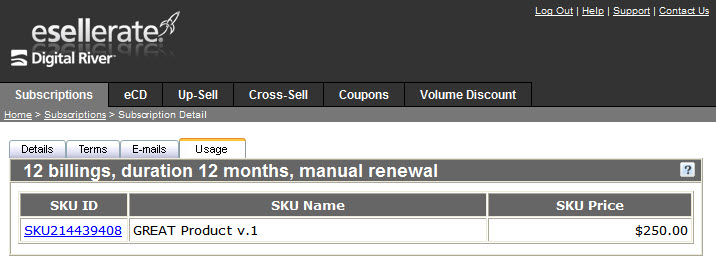 Log Out | Help | Support | Contact Us
esellerate.
Digital River
Subscriptions eCD Up-Sell Cross-Sell Coupons Volume Discount
Home > Subscriptions > Subscription Detail
Details Terms E-mails Usage
12 billings, duration 12 months, manual renewal ?
SKU ID SKU Name SKU Price
SKU214439408 GREAT Product v.1 $250.00